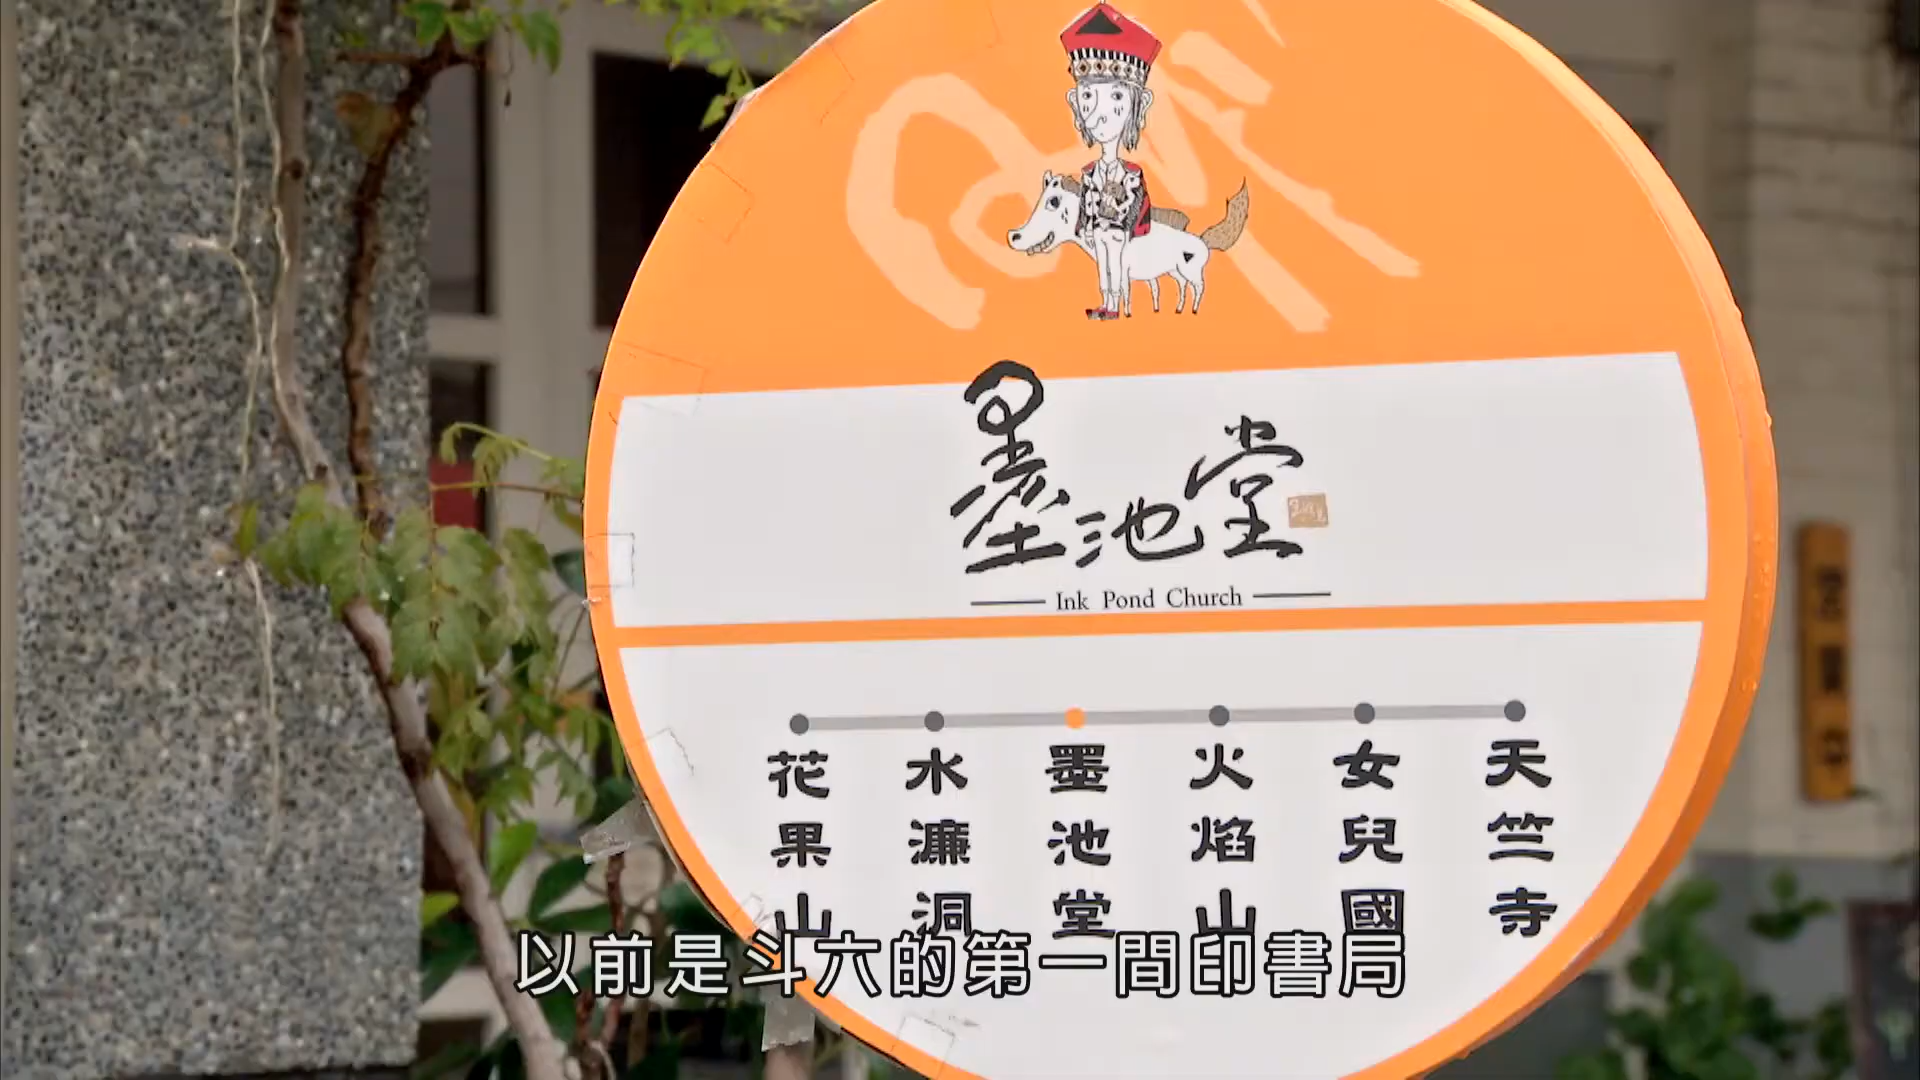 墨池堂
Ink Pond Church
花果山
水濂洞
墨池堂
火焰山
女兒國
天竺寺
以前是斗六的第一間印書局